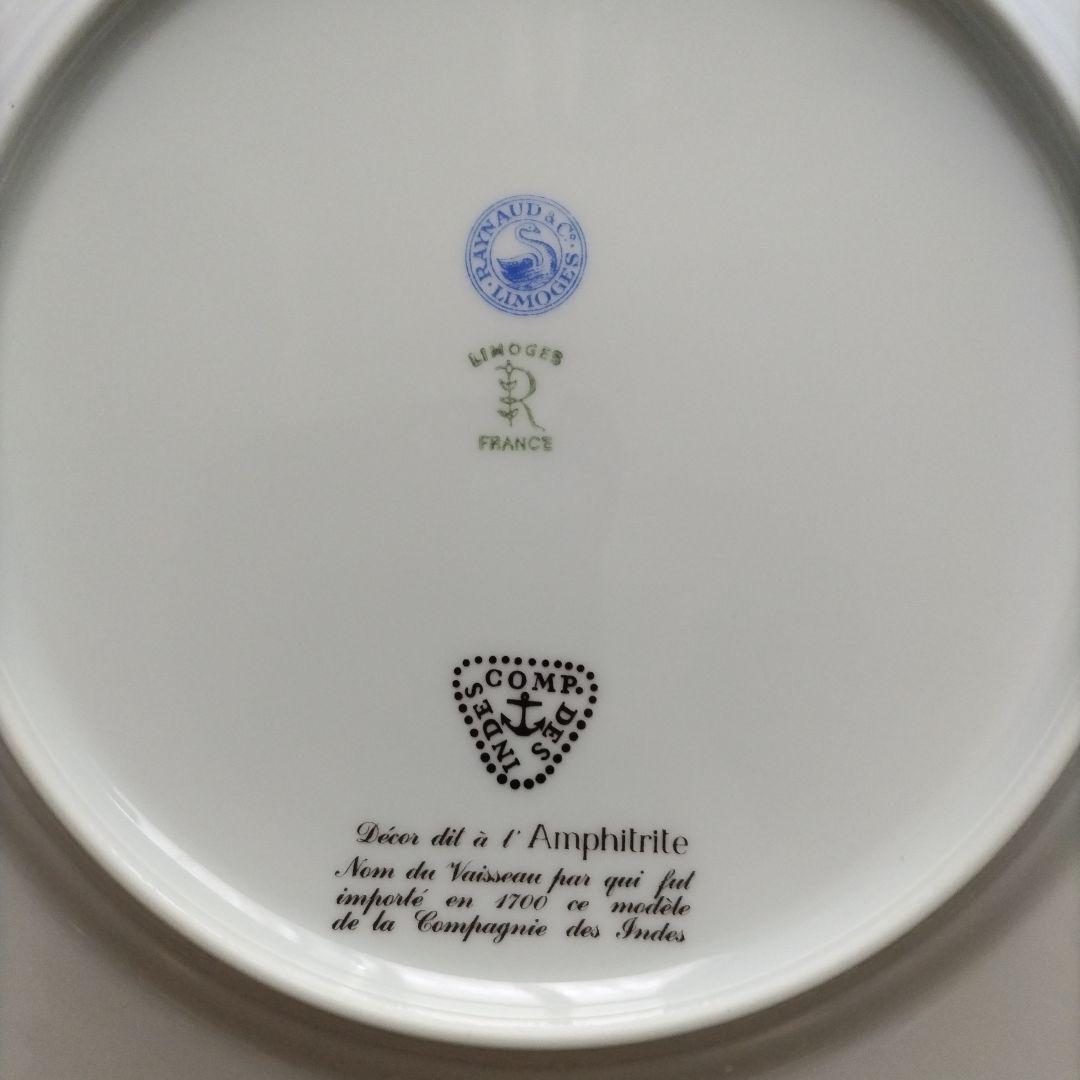 RAYNAUD & Cº.
· LIMOGES ·
LIMOGES
R
FRANCE
COMP. DES INDES
Décor dit à l' Amphitrite
Nom du Vaisseau par qui fut
importé en 1700 ce modèle
de la Compagnie des Indes